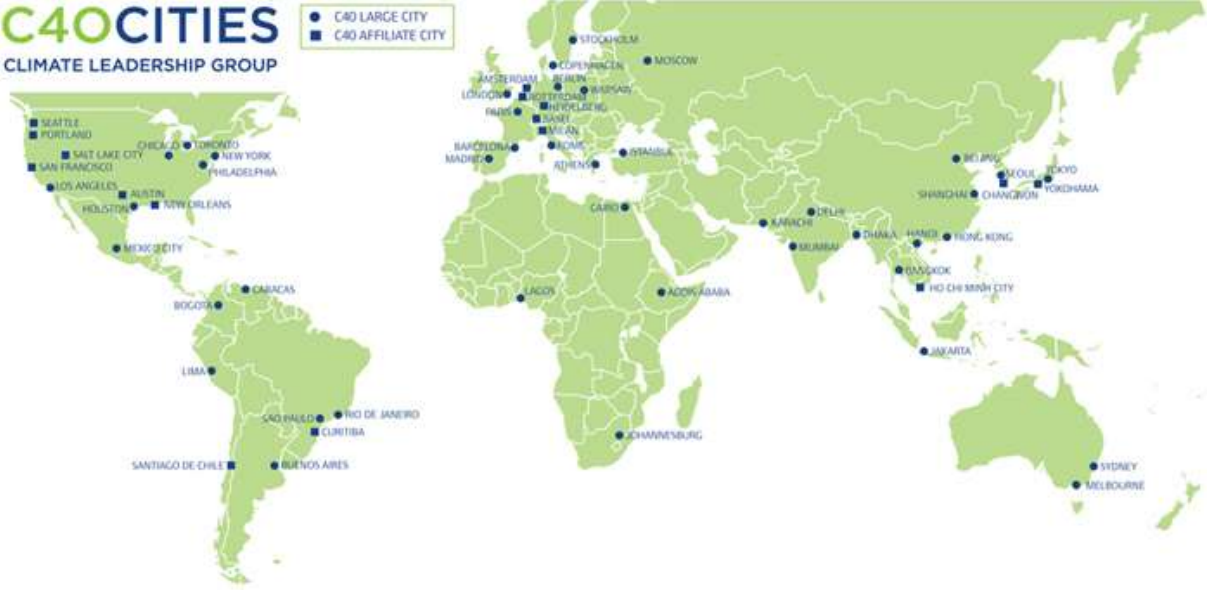 C40CITIES
CLIMATE LEADERSHIP GROUP
C40 LARGE CITY
C40 AFFILIATE CITY
STOCKHOLM
COPENHAGEN
MOSCOW
AMSTERDAM
BERLIN
LONDON
ROTTERDAM
WARSAW
HEIDELBERG
PARIS
BASEL
MILAN
BARCELONA
ROME
MADRID
ATHENS
ISTANBUL
SEATTLE
PORTLAND
CHICAGO
TORONTO
SALT LAKE CITY
NEW YORK
SAN FRANCISCO
PHILADELPHIA
LOS ANGELES
AUSTIN
HOUSTON
NEW ORLEANS
MEXICO CITY
CARACAS
BOGOTA
LIMA
SAO PAULO
RIO DE JANEIRO
CURITIBA
SANTIAGO DE CHILE
BUENOS AIRES
CAIRO
LAGOS
ADDIS ABABA
JOHANNESBURG
BEIJING
SEOUL
TOKYO
SHANGHAI
CHANGWON
YOKOHAMA
DELHI
KARACHI
DHAKA
HANOI
HONG KONG
MUMBAI
BANGKOK
HO CHI MINH CITY
JAKARTA
SYDNEY
MELBOURNE